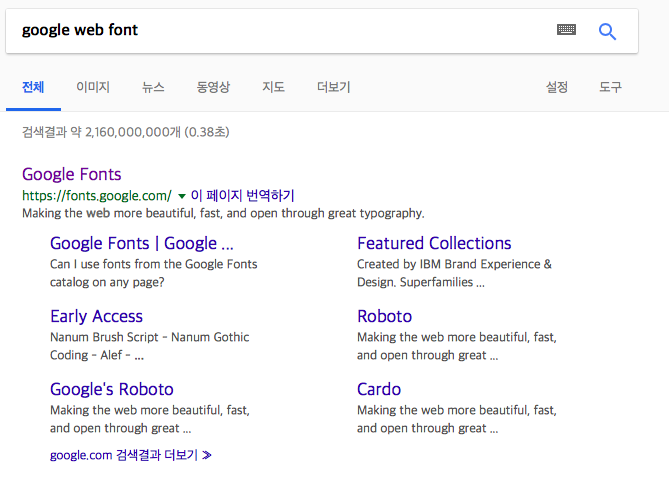 google web font
전체 이미지 뉴스 동영상 지도 더보기 설정 도구
검색결과 약 2,160,000,000개 (0.38초)
Google Fonts
https://fonts.google.com/ ▼ 이 페이지 번역하기
Making the web more beautiful, fast, and open through great typography.
Google Fonts | Google ...
Can I use fonts from the Google Fonts
catalog on any page?
Featured Collections
Created by IBM Brand Experience &
Design. Superfamilies ...
Early Access
Nanum Brush Script - Nanum Gothic
Coding - Alef - ...
Roboto
Making the web more beautiful, fast,
and open through great ...
Google's Roboto
Making the web more beautiful, fast,
and open through great ...
Cardo
Making the web more beautiful, fast,
and open through great ...
google.com 검색결과 더보기 »